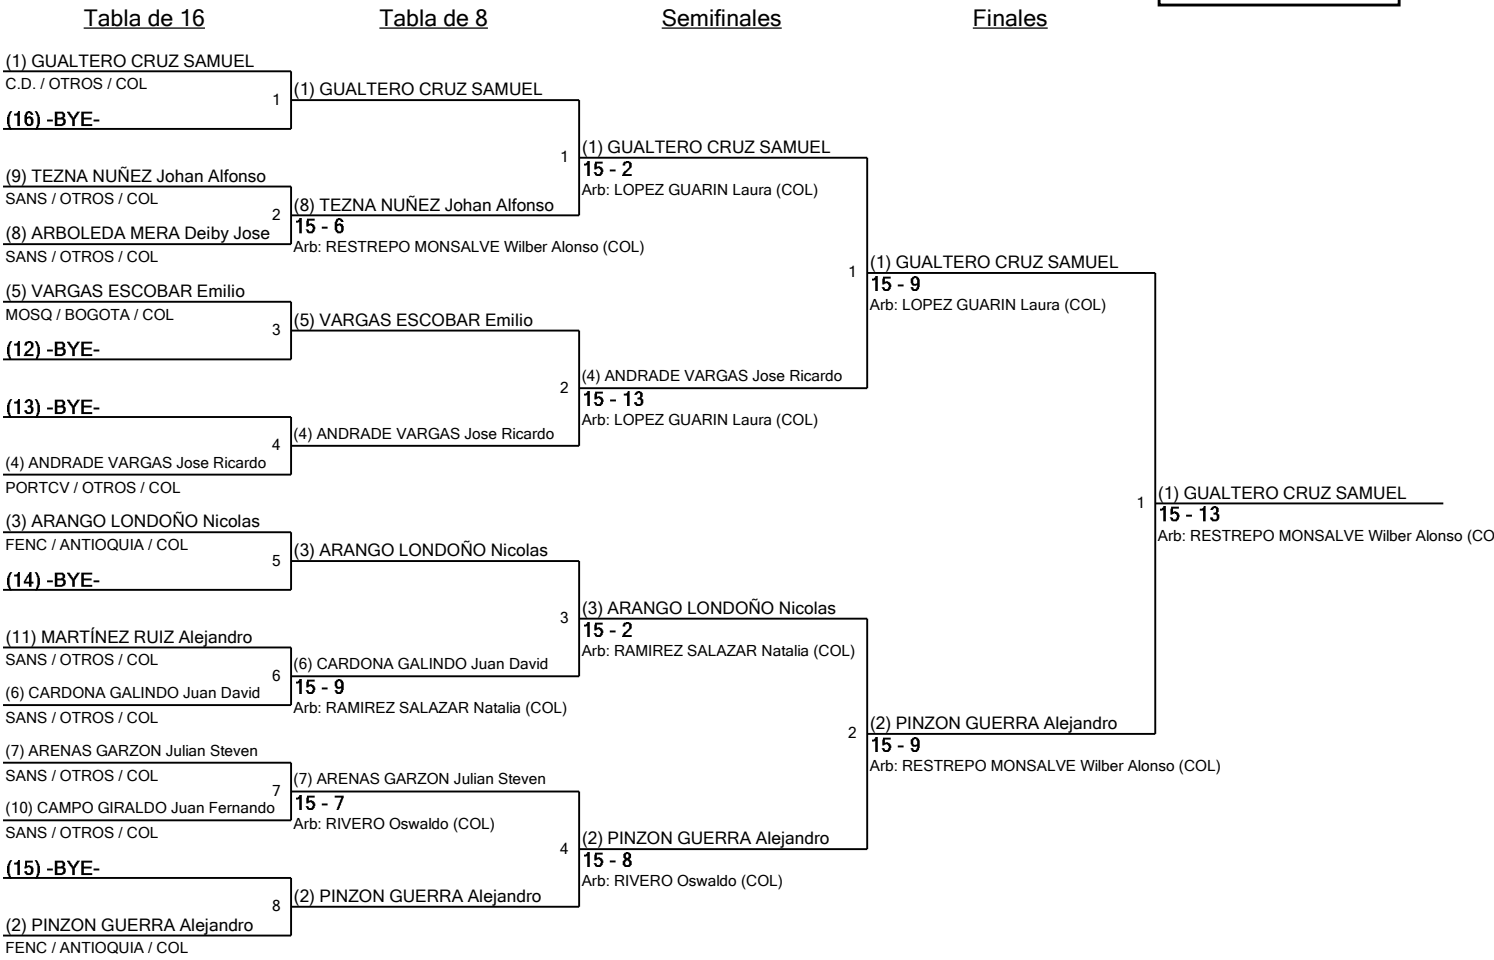 Tabla de 16
Tabla de 8
Semifinales
Finales
(1) GUALTERO CRUZ SAMUEL
C.D. / OTROS / COL
1
(16) -BYE-
(9) TEZNA NUÑEZ Johan Alfonso
SANS / OTROS / COL
2
(8) ARBOLEDA MERA Deiby Jose
SANS / OTROS / COL
(5) VARGAS ESCOBAR Emilio
MOSQ / BOGOTA / COL
3
(12) -BYE-
(13) -BYE-
4
(4) ANDRADE VARGAS Jose Ricardo
PORTCV / OTROS / COL
(3) ARANGO LONDOÑO Nicolas
FENC / ANTIOQUIA / COL
5
(14) -BYE-
(11) MARTÍNEZ RUIZ Alejandro
SANS / OTROS / COL
6
(6) CARDONA GALINDO Juan David
SANS / OTROS / COL
(7) ARENAS GARZON Julian Steven
SANS / OTROS / COL
7
(10) CAMPO GIRALDO Juan Fernando
SANS / OTROS / COL
(15) -BYE-
8
(2) PINZON GUERRA Alejandro
FENC / ANTIOQUIA / COL
(1) GUALTERO CRUZ SAMUEL
1
(8) TEZNA NUÑEZ Johan Alfonso
15 - 6
Arb: RESTREPO MONSALVE Wilber Alonso (COL)
(5) VARGAS ESCOBAR Emilio
2
(4) ANDRADE VARGAS Jose Ricardo
(3) ARANGO LONDOÑO Nicolas
3
(6) CARDONA GALINDO Juan David
15 - 9
Arb: RAMIREZ SALAZAR Natalia (COL)
(7) ARENAS GARZON Julian Steven
15 - 7
Arb: RIVERO Oswaldo (COL)
4
(2) PINZON GUERRA Alejandro
(1) GUALTERO CRUZ SAMUEL
15 - 2
Arb: LOPEZ GUARIN Laura (COL)
1
(4) ANDRADE VARGAS Jose Ricardo
15 - 13
Arb: LOPEZ GUARIN Laura (COL)
(3) ARANGO LONDOÑO Nicolas
15 - 2
Arb: RAMIREZ SALAZAR Natalia (COL)
2
(2) PINZON GUERRA Alejandro
15 - 8
Arb: RIVERO Oswaldo (COL)
(1) GUALTERO CRUZ SAMUEL
15 - 9
Arb: LOPEZ GUARIN Laura (COL)
1
(2) PINZON GUERRA Alejandro
15 - 9
Arb: RESTREPO MONSALVE Wilber Alonso (COL)
(1) GUALTERO CRUZ SAMUEL
15 - 13
Arb: RESTREPO MONSALVE Wilber Alonso (CO